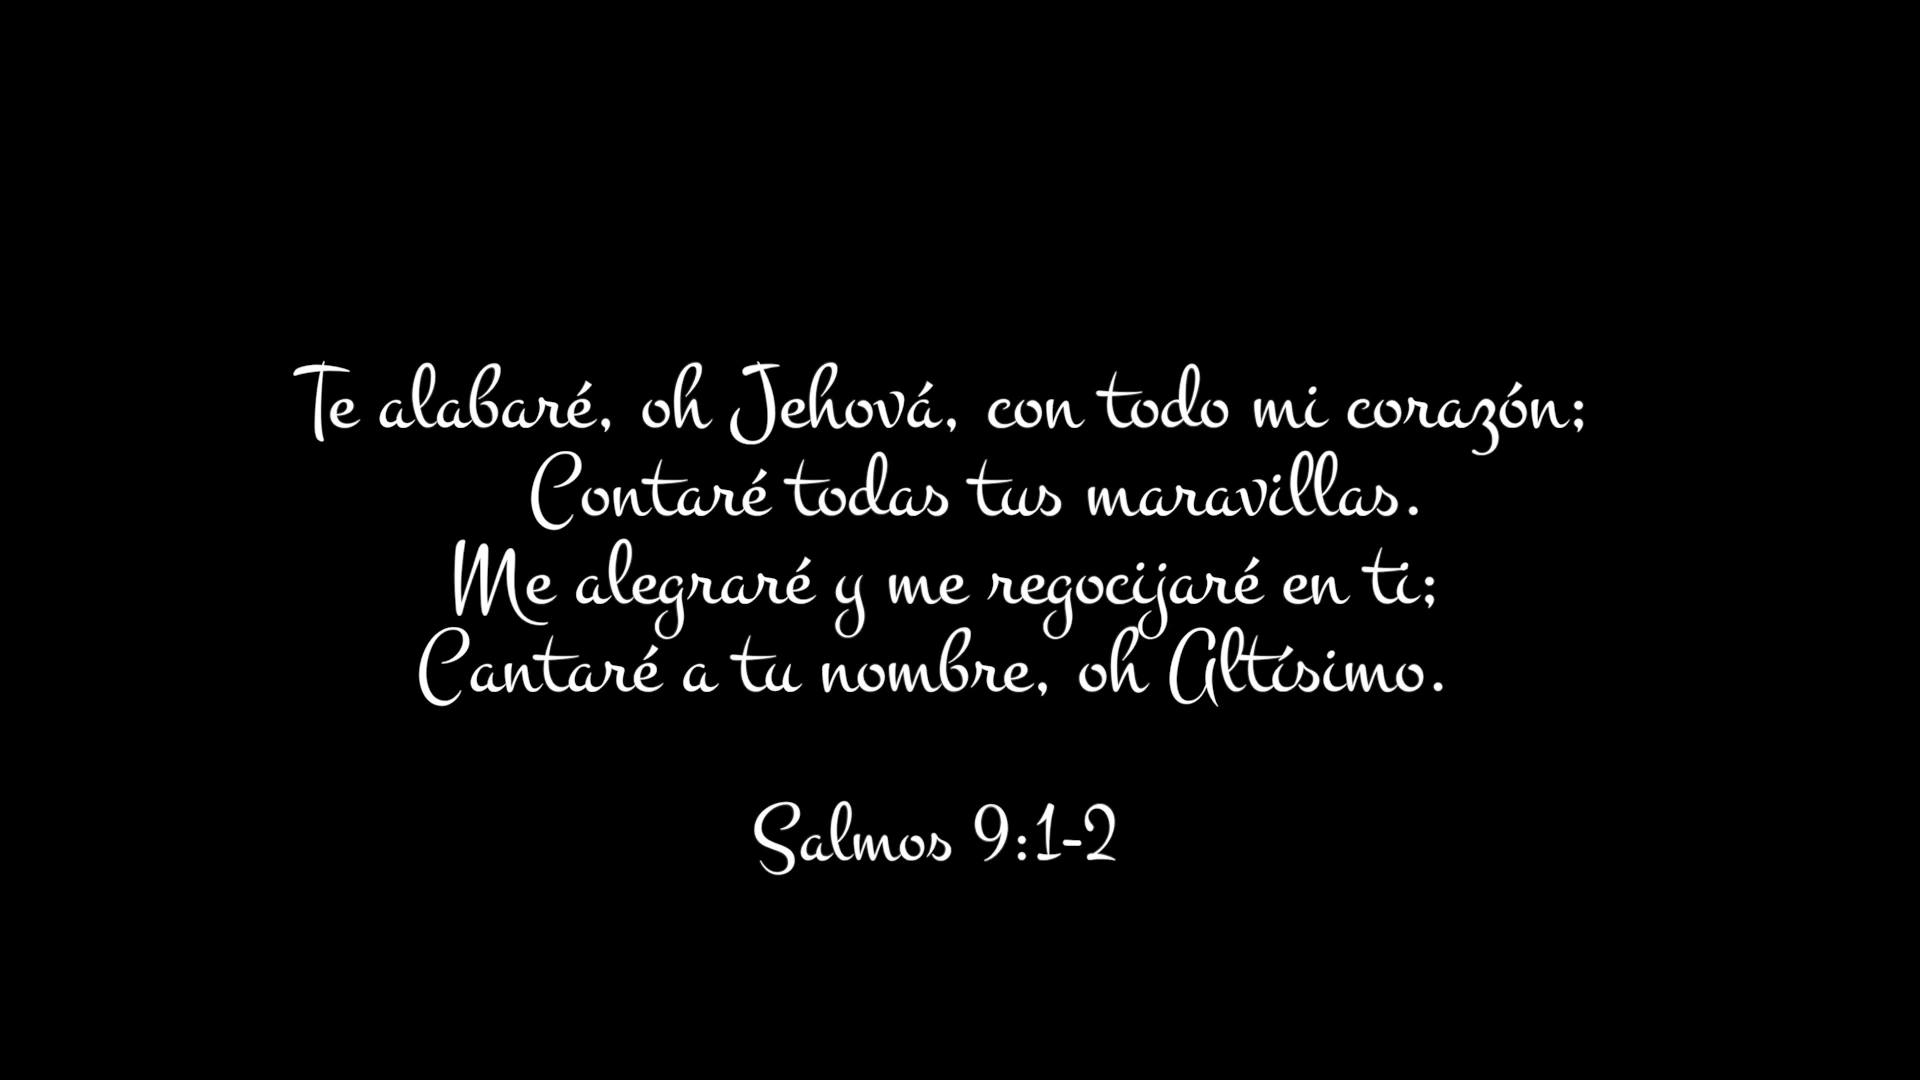 Te alabaré, oh Jehová, con todo mi corazón;
Contaré todas tus maravillas.
Me alegraré y me regocijaré en ti;
Cantaré a tu nombre, oh Altísimo.
Salmos 9:1-2